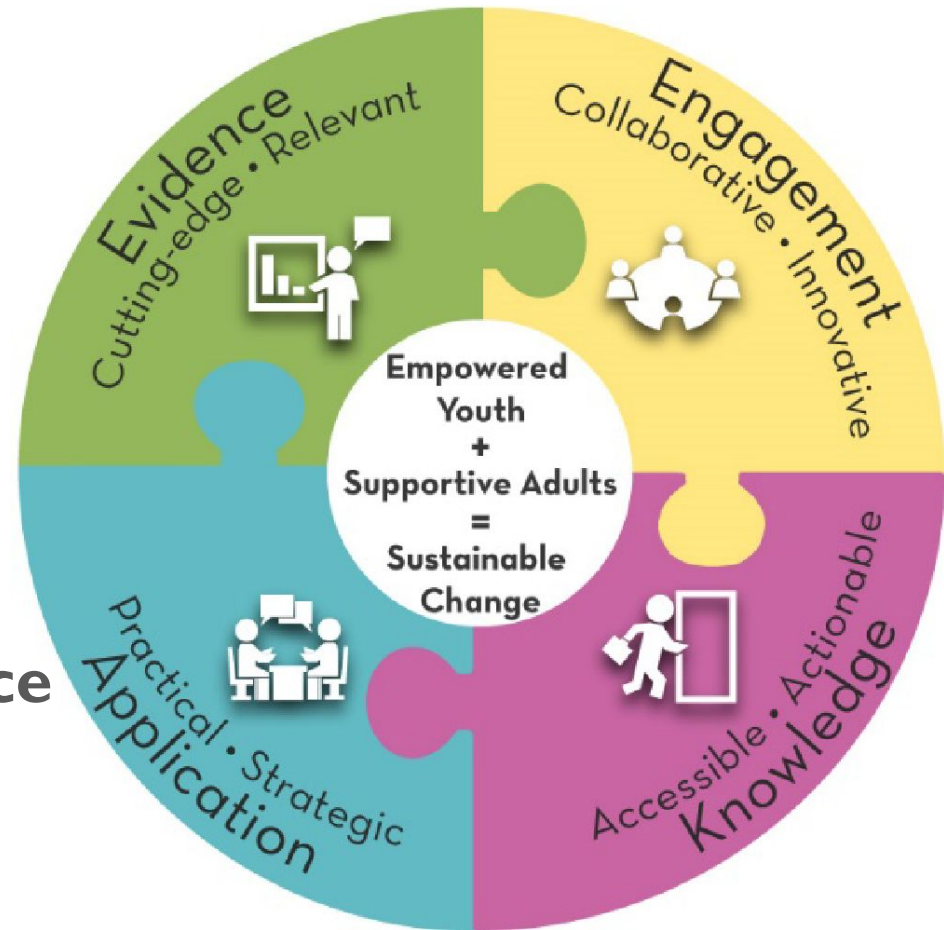 Evidence
Cutting-edge • Relevant
Engagement
Collaborative • Innovative
Empowered
Youth
+
Supportive Adults
=
Sustainable
Change
ce
Practical • Strategic
Application
Accessible • Actionable
Knowledge